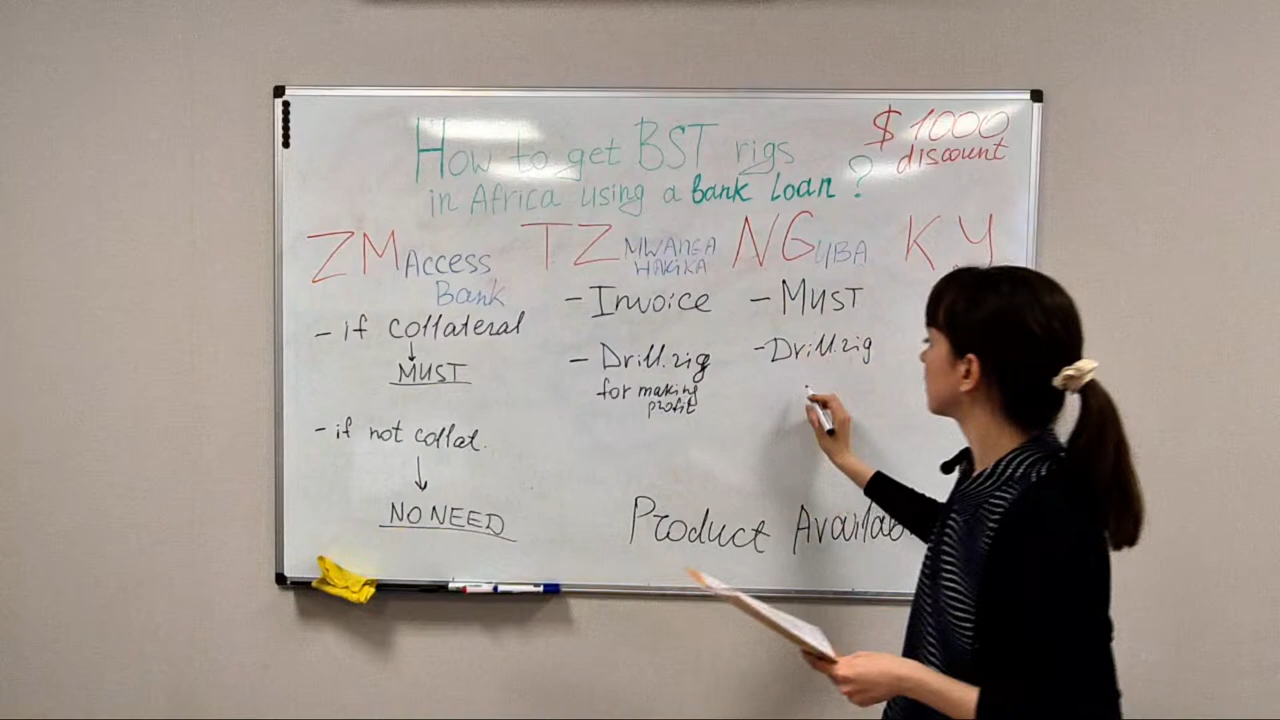 How to get BST rigs
in Africa using a bank loan?
$1000
discount
ZM Access
Bank
- if collateral
MUST
- if not collat.
NO NEED
TZ MWANGA
HAKIKA
- Invoice
- Drill.rig
for making
profit
NG UBA
- MUST
- Drill.rig
KY
Product Availab